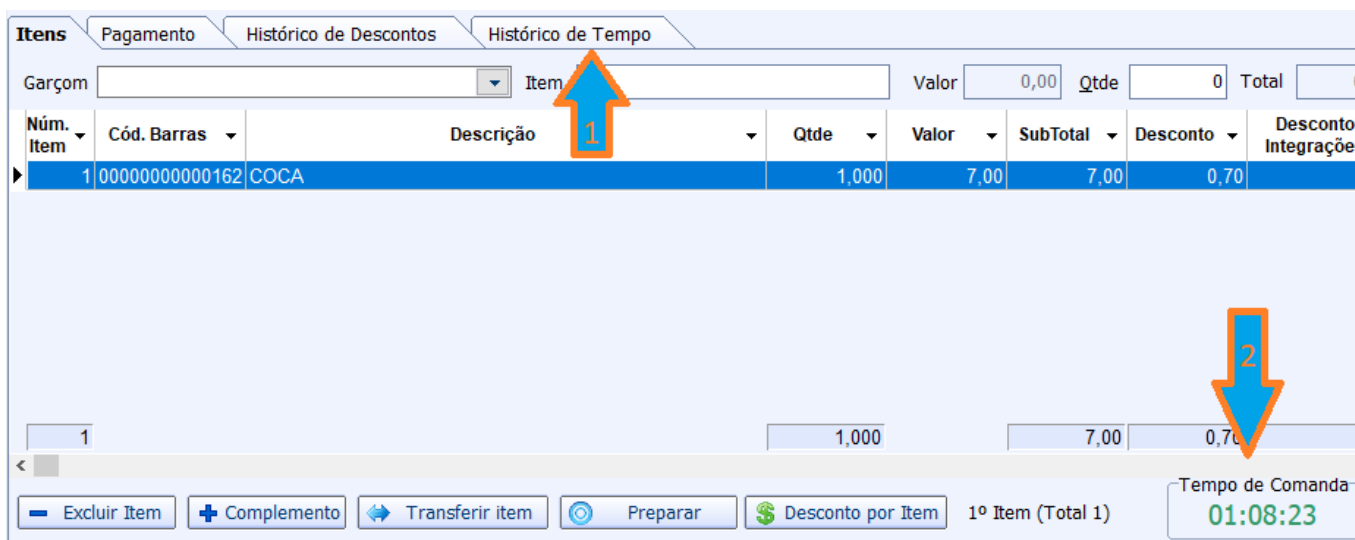 Itens Pagamento Histórico de Descontos Histórico de Tempo
Garçom Item Valor 0,00 Qtde 0 Total
1
Núm. Item Cód. Barras Descrição Qtde Valor SubTotal Desconto Desconto Integraçõe
1 00000000000162 COCA 1,000 7,00 7,00 0,70
2
1 1,000 7,00 0,70
Tempo de Comanda
Excluir Item Complemento Transferir item Preparar Desconto por Item 1º Item (Total 1) 01:08:23